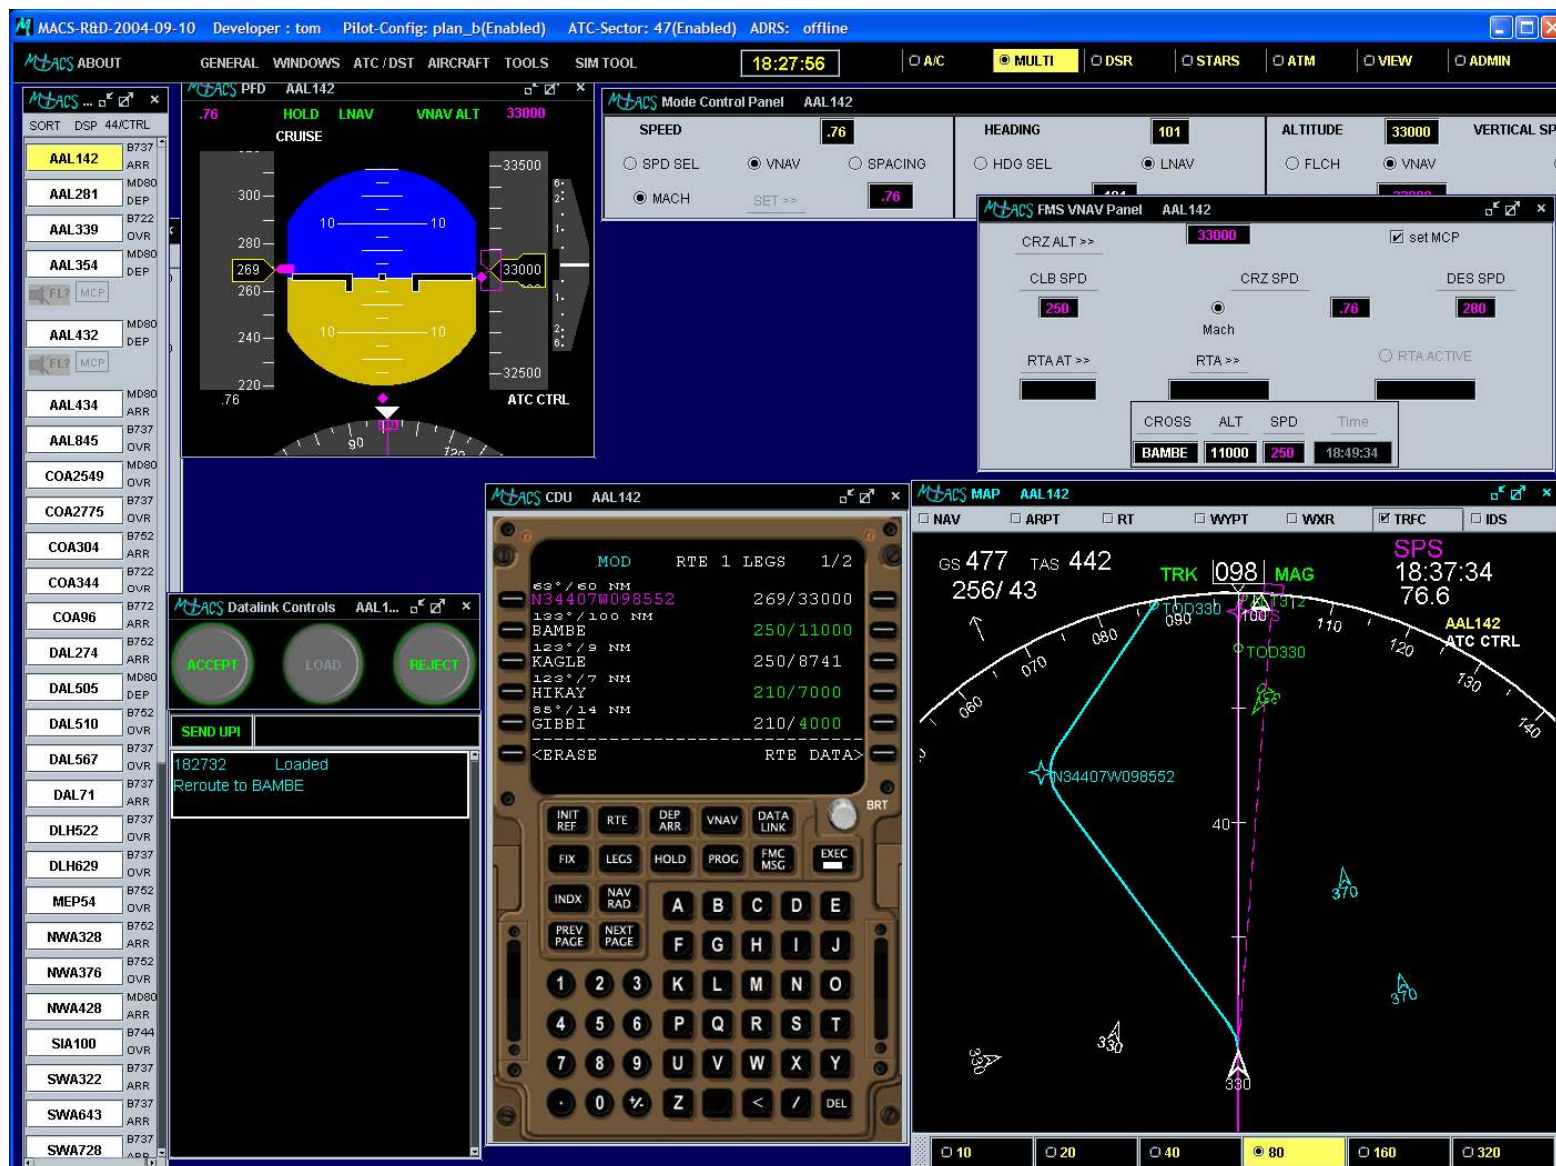 MACS-R&D-2004-09-10 Developer : tom Pilot-Config: plan_b(Enabled) ATC-Sector: 47(Enabled) ADRS: offline
MACS ABOUT GENERAL WINDOWS ATC / DST AIRCRAFT TOOLS SIM TOOL 18:27:56 A/C MULTI DSR STARS ATM VIEW ADMIN
MACS ...
SORT DSP 44/CTRL
AAL142 B737 ARR
AAL281 MD80 DEP
AAL339 B722 OVR
AAL354 MD80 DEP
FL? MCP
AAL432 MD80 DEP
FL? MCP
AAL434 MD80 ARR
AAL845 B737 OVR
COA2549 MD80 OVR
COA2775 B737 OVR
COA304 B752 ARR
COA344 B722 OVR
COA96 B772 ARR
DAL274 B752 ARR
DAL505 MD80 DEP
DAL510 B752 OVR
DAL567 B737 OVR
DAL71 B737 ARR
DLH522 B737 OVR
DLH629 B737 OVR
MEP54 B752 OVR
NWA328 B752 ARR
NWA376 B752 OVR
NWA428 MD80 ARR
SIA100 B744 OVR
SWA322 B737 ARR
SWA643 B737 ARR
SWA728 B737
MACS PFD AAL142
.76 HOLD LNAV VNAV ALT 33000
CRUISE
300
280
269
260
240
220
10 10
10 10
33500
33000
32500
6
2
1
1
2
6
.76
ATC CTRL
90 120
MACS Mode Control Panel AAL142
SPEED .76 HEADING 101 ALTITUDE 33000 VERTICAL SP
SPD SEL VNAV SPACING HDG SEL LNAV FLCH VNAV
MACH SET >> .76
MACS FMS VNAV Panel AAL142
CRZ ALT >> 33000 set MCP
CLB SPD CRZ SPD DES SPD
250 Mach .76 280
RTA AT >> RTA >> RTA ACTIVE
CROSS ALT SPD Time
BAMBE 11000 250 18:49:34
MACS Datalink Controls AAL1...
ACCEPT LOAD REJECT
SEND UPI
182732 Loaded
Reroute to BAMBE
MACS CDU AAL142
MOD RTE 1 LEGS 1/2
63°/60 NM
N34407W098552 269/33000
133°/100 NM
BAMBE 250/11000
123°/9 NM
KAGLE 250/8741
123°/7 NM
HIKAY 210/7000
85°/14 NM
GIBBI 210/4000
<ERASE RTE DATA>
BRT
INIT REF RTE DEP ARR VNAV DATA LINK
FIX LEGS HOLD PROG FMC MSG EXEC
INDX NAV RAD A B C D E
PREV PAGE NEXT PAGE F G H I J
1 2 3 K L M N O
4 5 6 P Q R S T
7 8 9 U V W X Y
. 0 +/- Z < / DEL
MACS MAP AAL142
NAV ARPT RT WYPT WXR TRFC IDS
GS 477 TAS 442
256/ 43
TRK 098 MAG
SPS
18:37:34
76.6
AAL142
ATC CTRL
TOD330
TOD330
060 070 080 090 100 110 120 130 140
N34407W098552
40
370
370
330
330
330
10 20 40 80 160 320